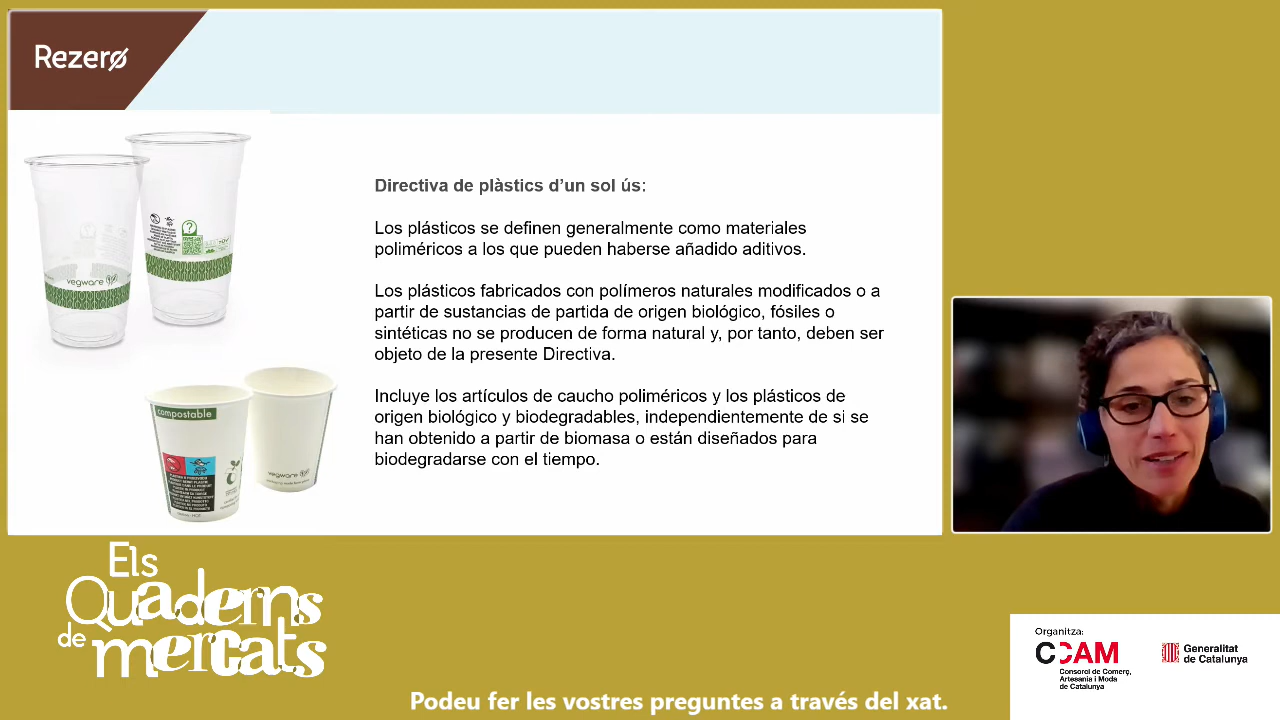 Rezero
Directiva de plàstics d'un sol ús:
Los plásticos se definen generalmente como materiales
poliméricos a los que pueden haberse añadido aditivos.
Los plásticos fabricados con polímeros naturales modificados o a
partir de sustancias de partida de origen biológico, fósiles o
sintéticas no se producen de forma natural y, por tanto, deben ser
objeto de la presente Directiva.
Incluye los artículos de caucho poliméricos y los plásticos de
origen biológico y biodegradables, independientemente de si se
han obtenido a partir de biomasa o están diseñados para
biodegradarse con el tiempo.
vegware
compostable
vegware
Els
Quaderns
de mercats
Podeu fer les vostres preguntes a través del xat.
Organitza:
CCAM
Consorci de Comerç,
Artesania i Moda
de Catalunya
Generalitat
de Catalunya